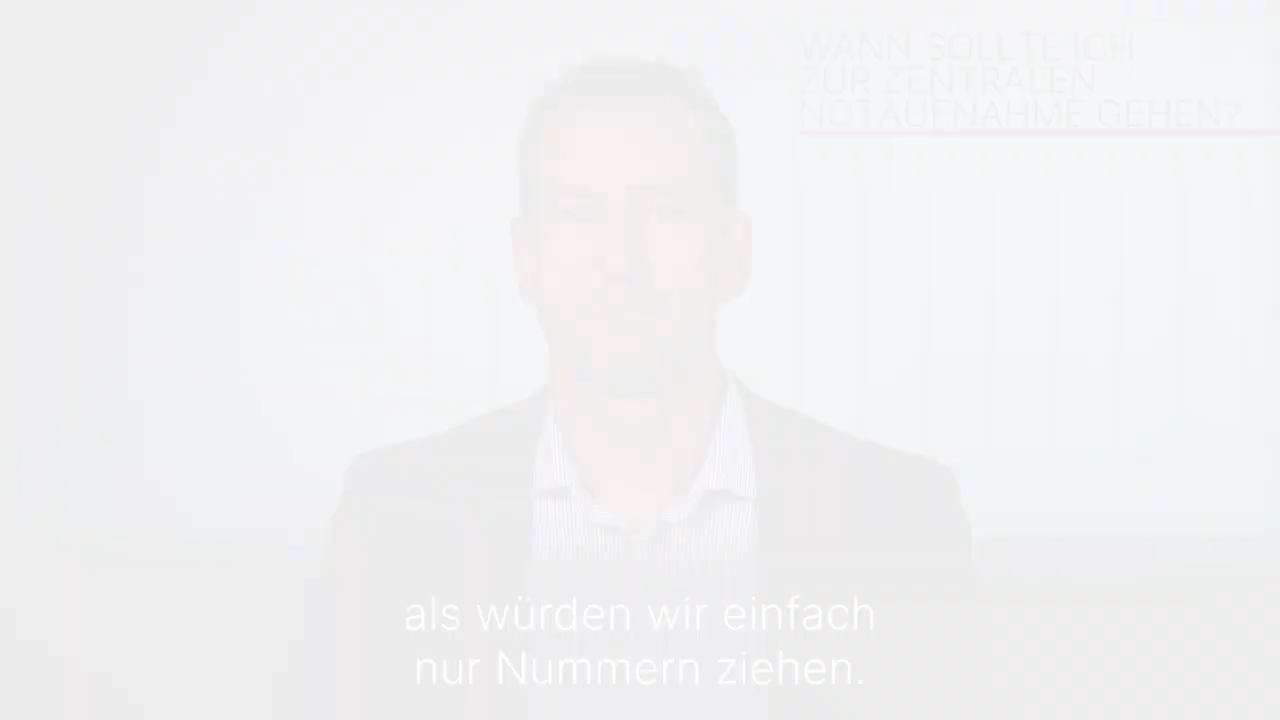 WANN SOLLTE ICH
ZUR ZENTRALEN
NOTAUFNAHME GEHEN?
als würden wir einfach
nur Nummern ziehen.